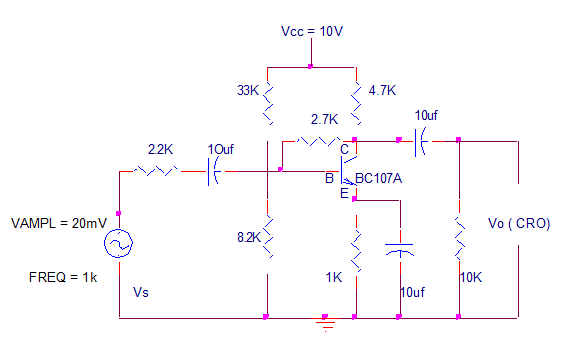 Vcc = 10V
33K
4.7K
2.7K
10uf
2.2K
10uf
C
B
BC107A
E
VAMPL = 20mV
8.2K
Vo ( CRO)
FREQ = 1k
1K
10K
Vs
10uf